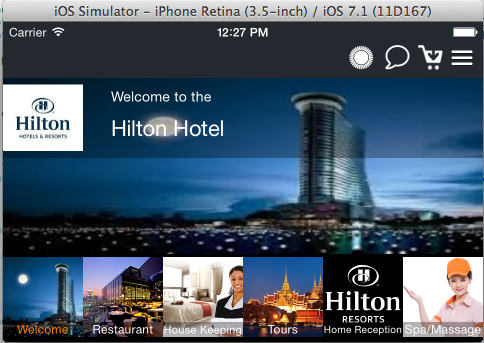 iOS Simulator - iPhone Retina (3.5-inch) / iOS 7.1 (11D167)
Carrier 12:27 PM
Hilton
HOTELS & RESORTS
Welcome to the
Hilton Hotel
Welcome
Restaurant
House Keeping
Tours
Hilton
RESORTS
Home Reception
Spa/Massage